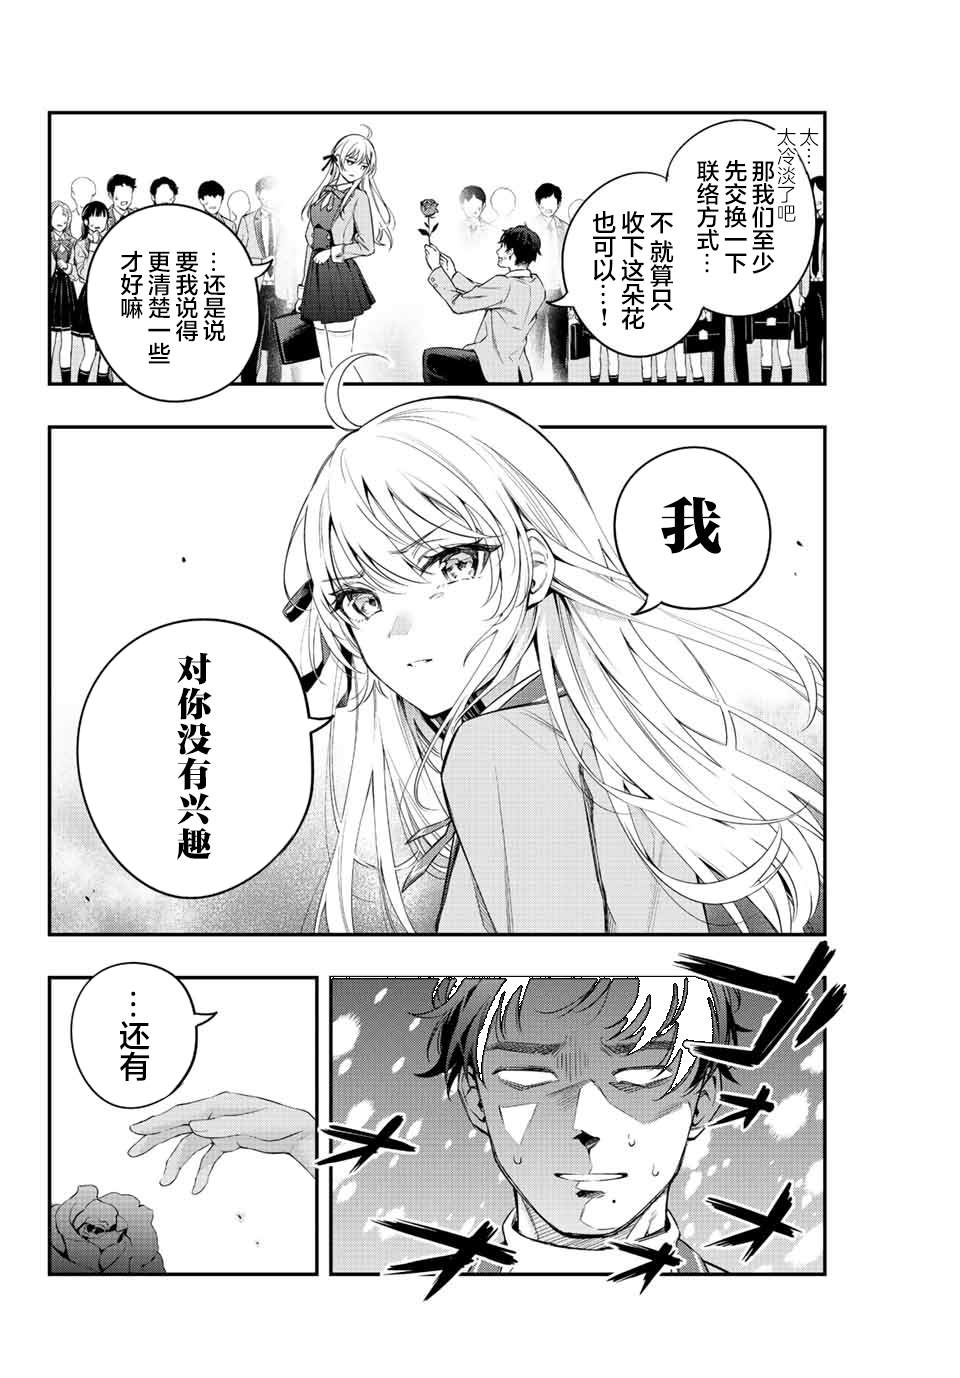 太…
太冷淡了吧
那我们至少
先交换一下
联络方式…
不 就算只
收下这朵花
也可以…！
…还是说
要我说得
更清楚一些
才好嘛
我
对你没有兴趣
…还有